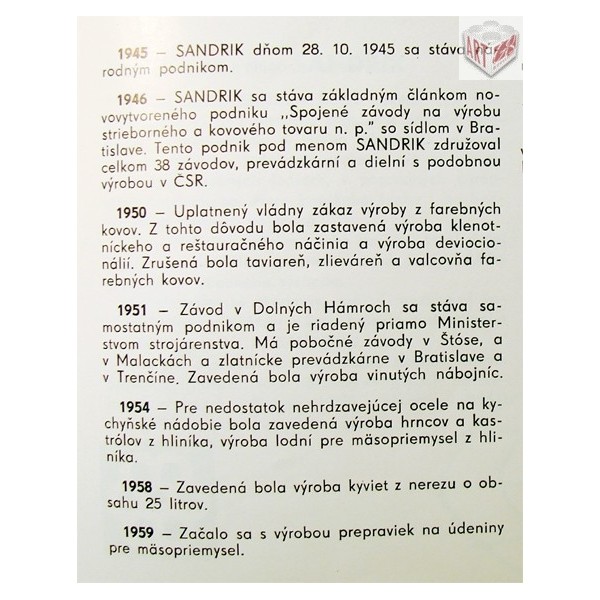 1945 – SANDRIK dňom 28. 10. 1945 sa stáva ná-
rodným podnikom.
1946 – SANDRIK sa stáva základným článkom no-
vovytvoreného podniku ,,Spojené závody na výrobu
strieborného a kovového tovaru n. p.” so sídlom v Bra-
tislave. Tento podnik pod menom SANDRIK združoval
celkom 38 závodov, prevádzkární a dielní s podobnou
výrobou v ČSR.
1950 – Uplatnený vládny zákaz výroby z farebných
kovov. Z tohto dôvodu bola zastavená výroba klenot-
níckeho a reštauračného náčinia a výroba deviocio-
nálií. Zrušená bola taviareň, zlieváreň a valcovňa fa-
rebných kovov.
1951 – Závod v Dolných Hámroch sa stáva sa-
mostatným podnikom a je riadený priamo Minister-
stvom strojárenstva. Má pobočné závody v Štóse, a
v Malackách a zlatnícke prevádzkárne v Bratislave a
v Trenčíne. Zavedená bola výroba vinutých nábojníc.
1954 – Pre nedostatok nehrdzavejúcej ocele na ky-
chyňské nádobie bola zavedená výroba hrncov a kas-
trólov z hliníka, výroba lodní pre mäsopriemysel z hli-
níka.
1958 – Zavedená bola výroba kyviet z nerezu o ob-
sahu 25 litrov.
1959 – Začalo sa s výrobou prepraviek na údeniny
pre mäsopriemysel.